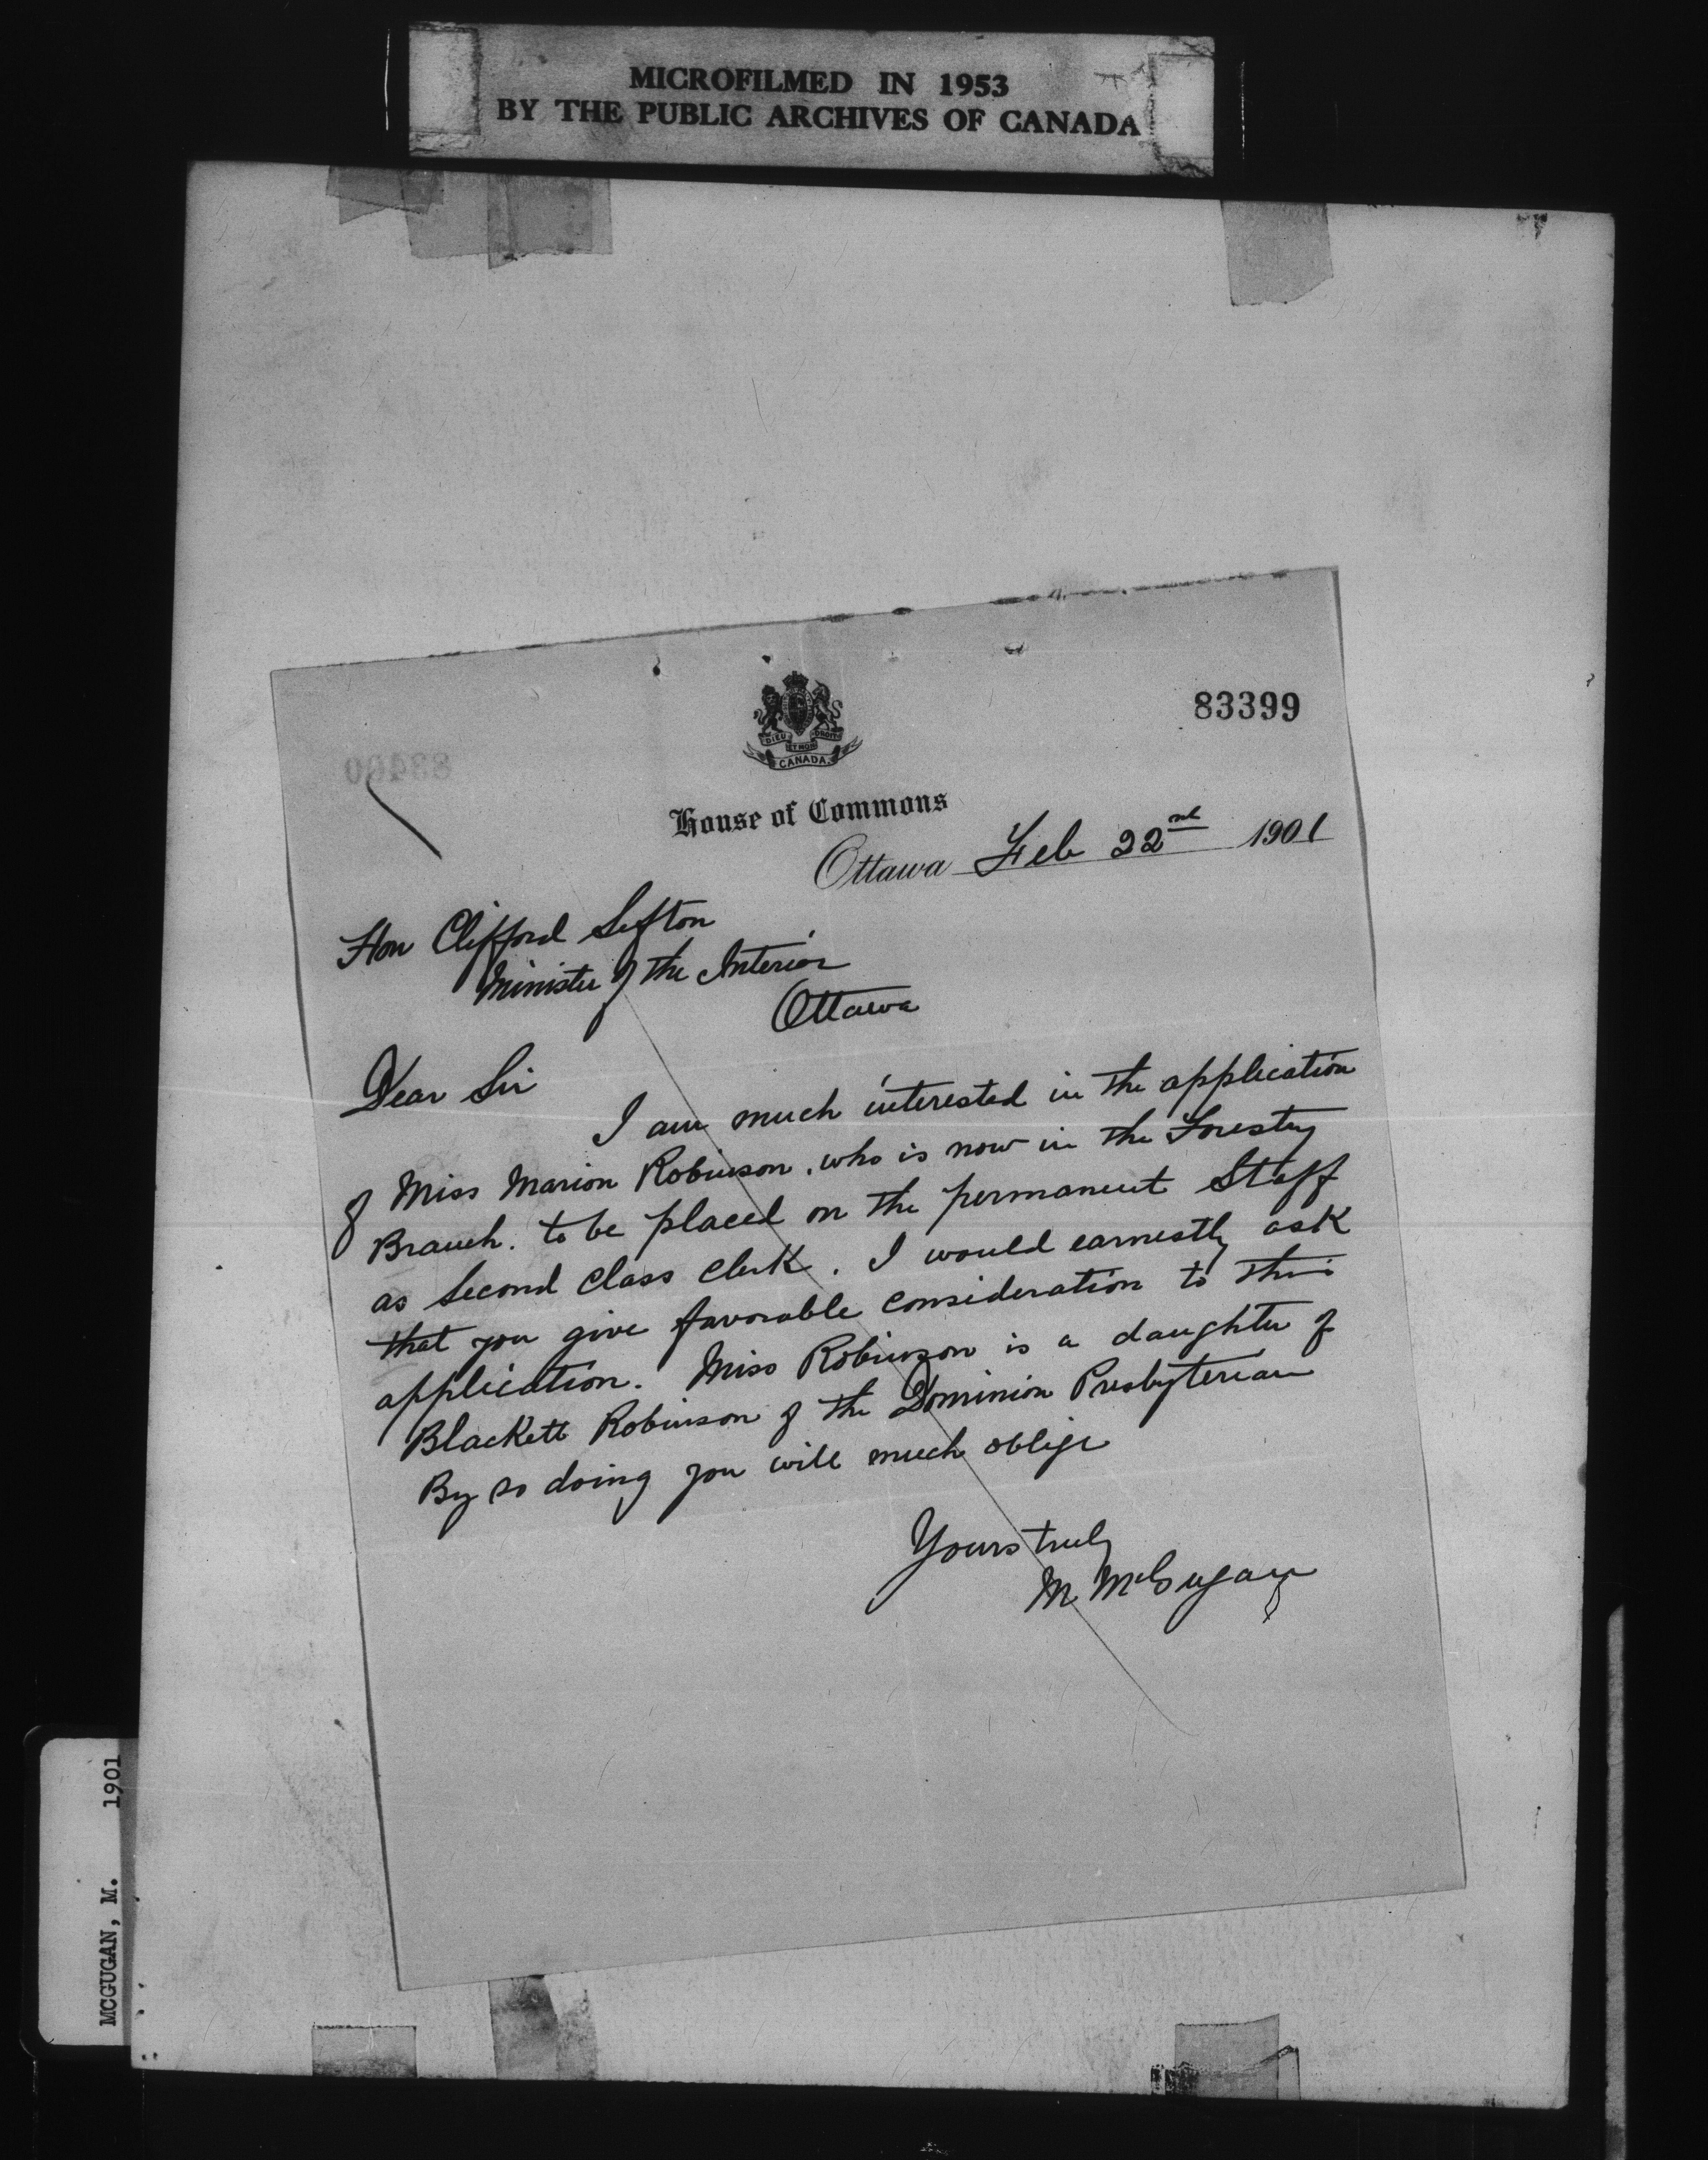 MICROFILMED IN 1953
BY THE PUBLIC ARCHIVES OF CANADA
83399
83400
DIEU ET MON DROIT
CANADA.
House of Commons
Ottawa Feb 22nd 1901
Hon Clifford Sifton
Minister of the Interior
Ottawa
Dear Sir
I am much interested in the application
of Miss Marion Robinson, who is now in the Forestry
Branch. to be placed on the permanent Staff
as Second Class Clerk. I would earnestly ask
that you give favorable consideration to this
application. Miss Robinson is a daughter of
Blackett Robinson of the Dominion Presbyterian
By so doing you will much oblige
Yours truly
M McGugan
MCGUGAN, M. 1901